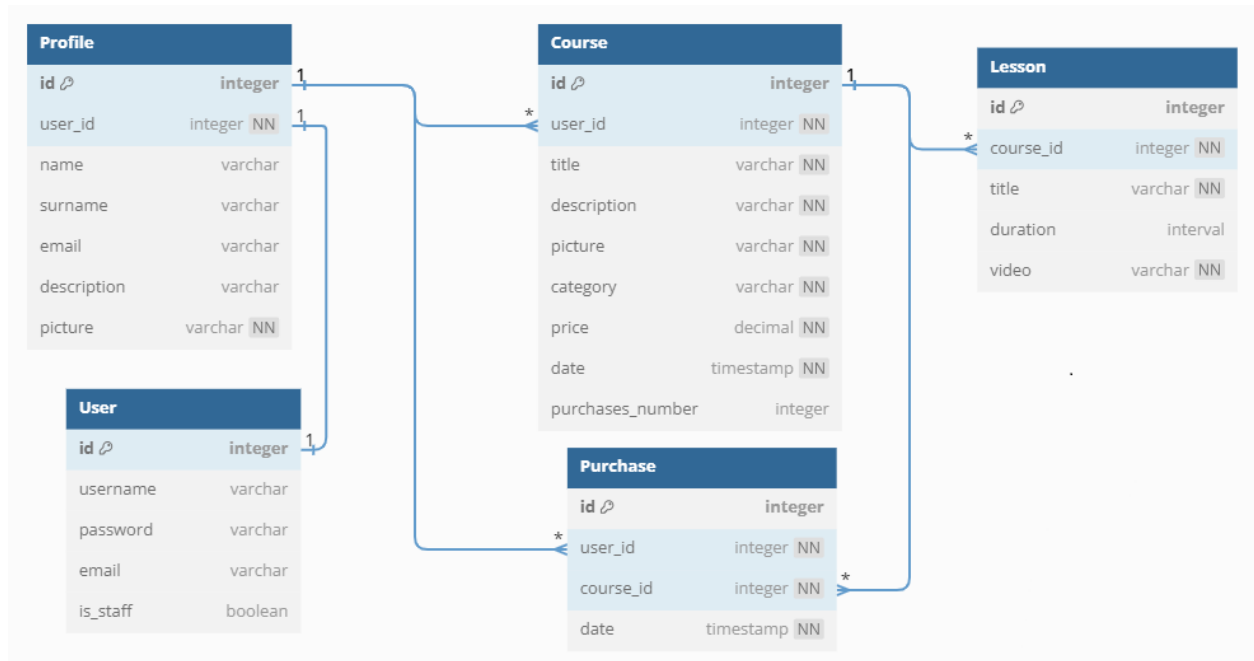 Profile
id integer
user_id integer NN
name varchar
surname varchar
email varchar
description varchar
picture varchar NN
1
1
User
id integer
username varchar
password varchar
email varchar
is_staff boolean
1
Course
id integer
user_id integer NN
title varchar NN
description varchar NN
picture varchar NN
category varchar NN
price decimal NN
date timestamp NN
purchases_number integer
*
1
Purchase
id integer
user_id integer NN
course_id integer NN
date timestamp NN
*
*
Lesson
id integer
course_id integer NN
title varchar NN
duration interval
video varchar NN
*
.